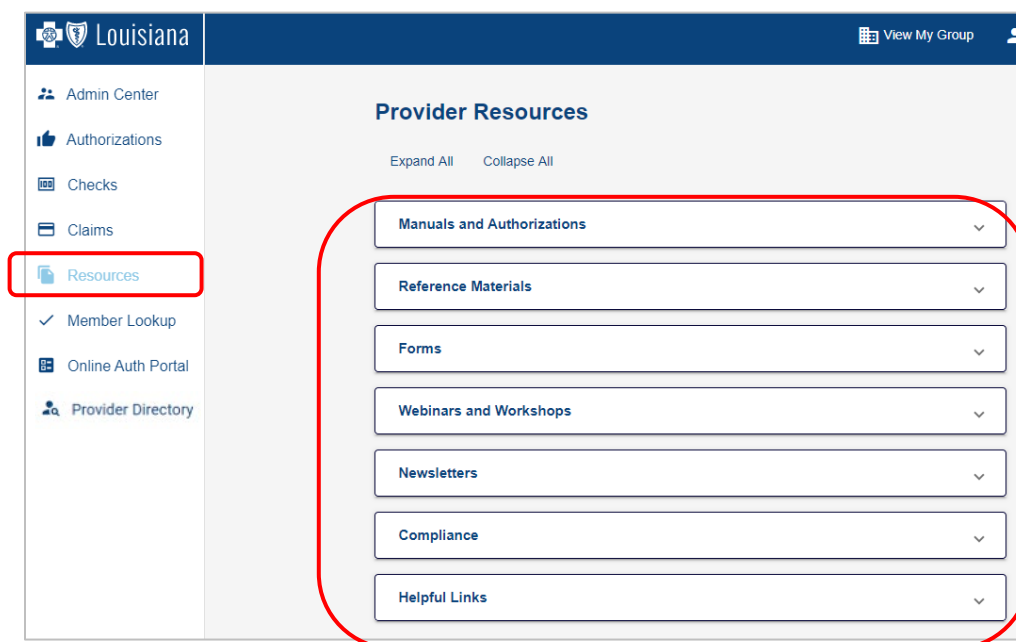 Louisiana
View My Group
Admin Center
Authorizations
Checks
Claims
Resources
Member Lookup
Online Auth Portal
Provider Directory
Provider Resources
Expand All Collapse All
Manuals and Authorizations
Reference Materials
Forms
Webinars and Workshops
Newsletters
Compliance
Helpful Links